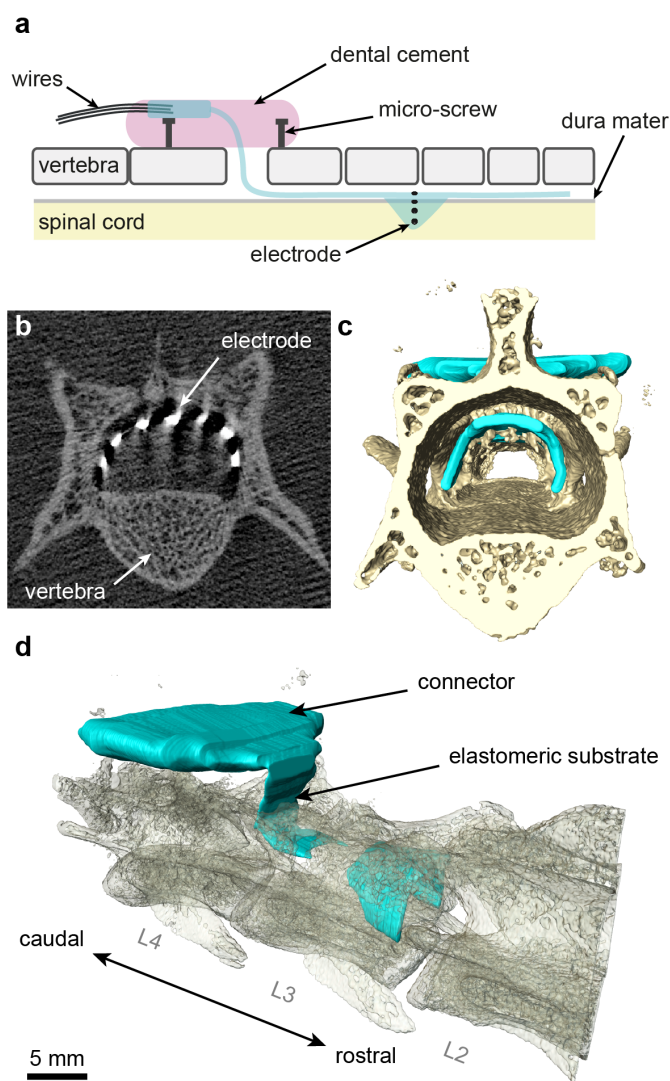 a
dental cement
wires
micro-screw
dura mater
vertebra
spinal cord
electrode
b
electrode
vertebra
c
d
connector
elastomeric substrate
caudal
L4
L3
L2
rostral
5 mm